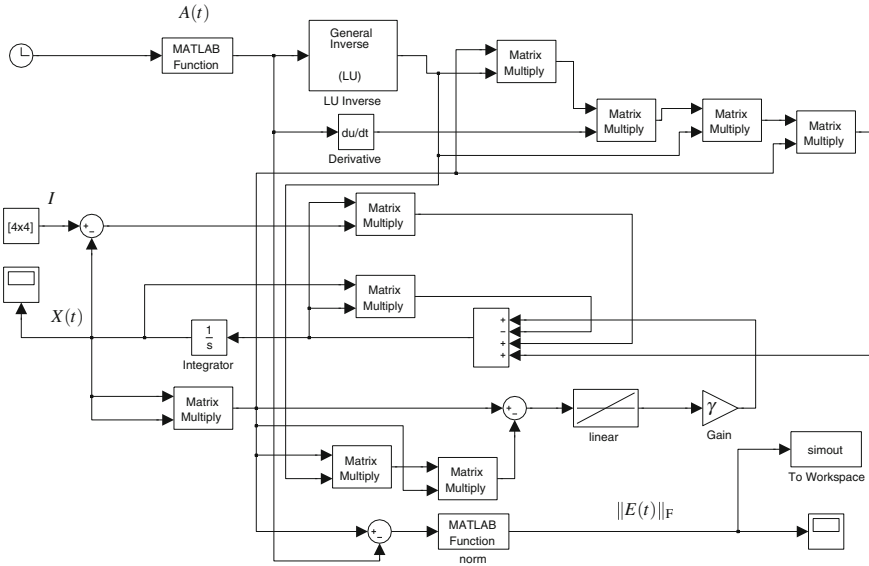 A(t)
MATLAB
Function
General
Inverse
(LU)
LU Inverse
Matrix
Multiply
du/dt
Derivative
Matrix
Multiply
Matrix
Multiply
Matrix
Multiply
I
[4x4]
+
−
Matrix
Multiply
X(t)
Matrix
Multiply
1
s
Integrator
+
−
+
+
Matrix
Multiply
+
−
linear
γ
Gain
Matrix
Multiply
Matrix
Multiply
simout
To Workspace
+
−
MATLAB
Function
norm
||E(t)||F